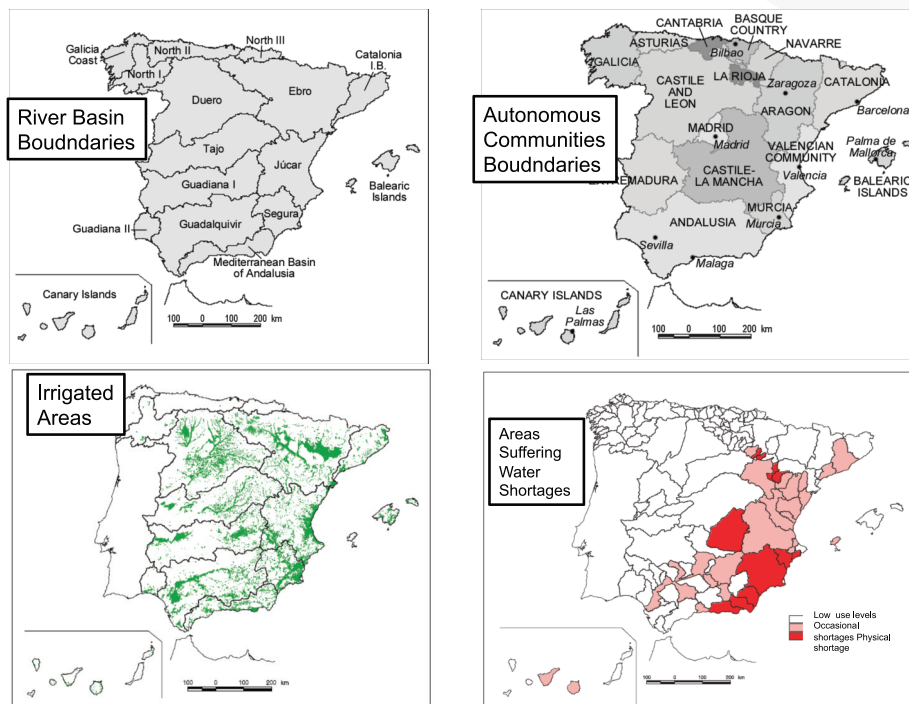 River Basin
Boudndaries
Galicia
Coast
North II
North III
Catalonia
I.B.
North I
Duero
Ebro
Tajo
Júcar
Guadiana I
Balearic
Islands
Guadiana II
Guadalquivir
Segura
Mediterranean Basin
of Andalusia
Canary Islands
100 0 100 200 km
Autonomous
Communities
Boudndaries
CANTABRIA
BASQUE
COUNTRY
ASTURIAS
Bilbao
NAVARRE
GALICIA
LA RIOJA
Zaragoza
CATALONIA
CASTILE
AND
LEON
ARAGON
Barcelona
MADRID
Madrid
VALENCIAN
COMMUNITY
Palma de
Mallorca
EXTREMADURA
CASTILE-
LA MANCHA
Valencia
BALEARIC
ISLANDS
MURCIA
Murcia
ANDALUSIA
Sevilla
Malaga
CANARY ISLANDS
Las
Palmas
100 0 100 200
km
Irrigated
Areas
100 0 100 200 km
Areas
Suffering
Water
Shortages
Low use levels
Occasional
shortages Physical
shortage
100 0 100 200
km